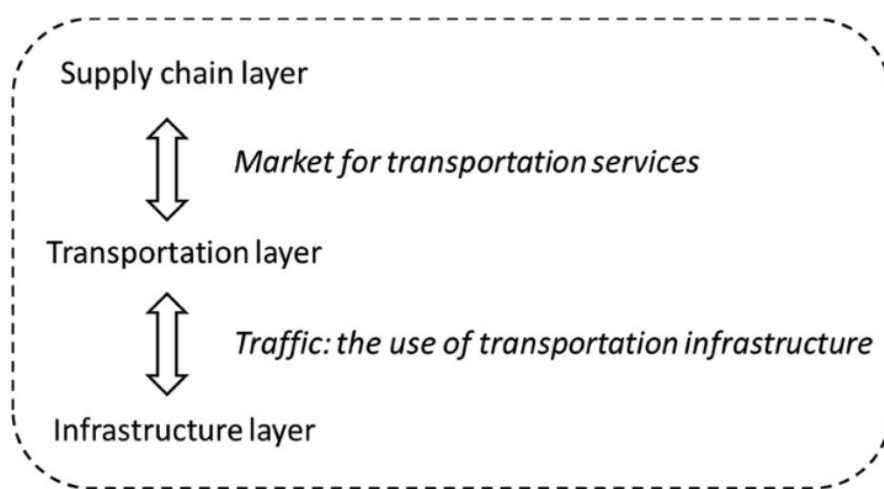 Supply chain layer
Market for transportation services
Transportation layer
Traffic: the use of transportation infrastructure
Infrastructure layer